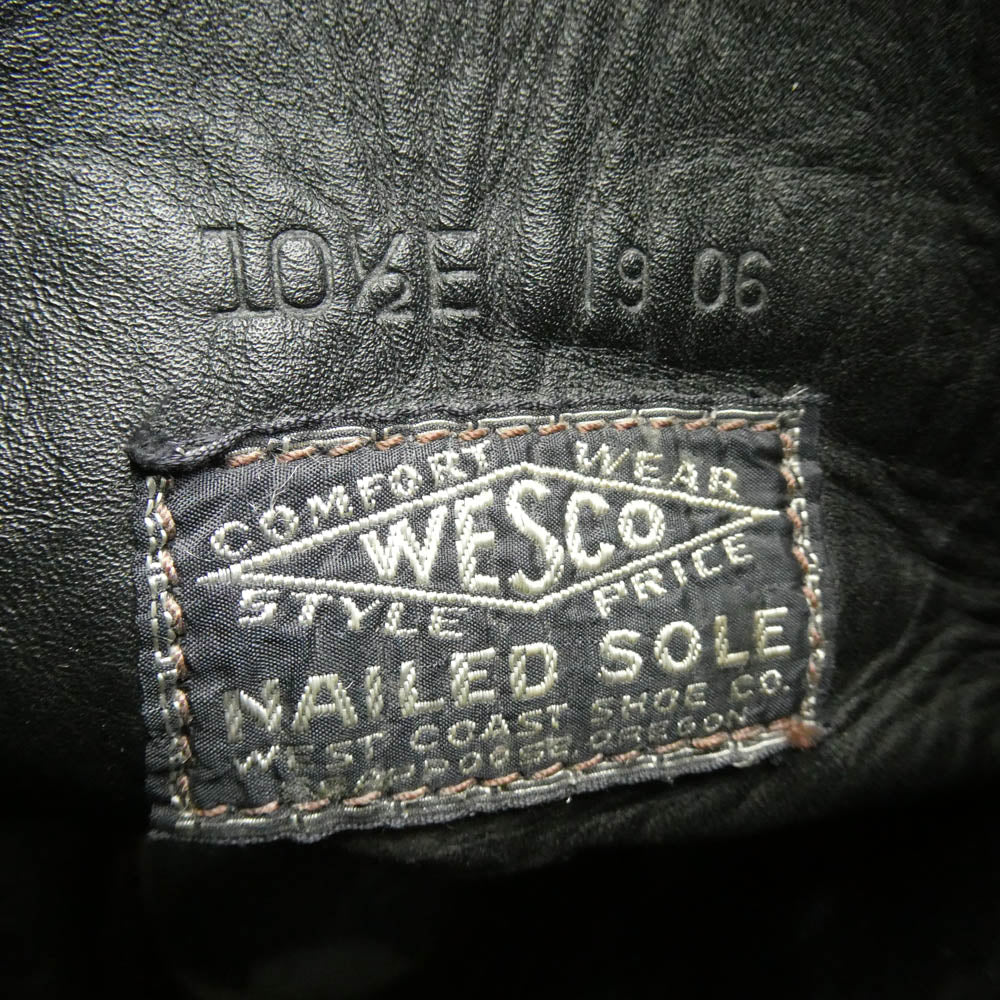 10½E 19 06
COMFORT WEAR
WESCO
STYLE PRICE
NAILED SOLE
WEST COAST SHOE CO.
SCAPPOOSE, OREGON